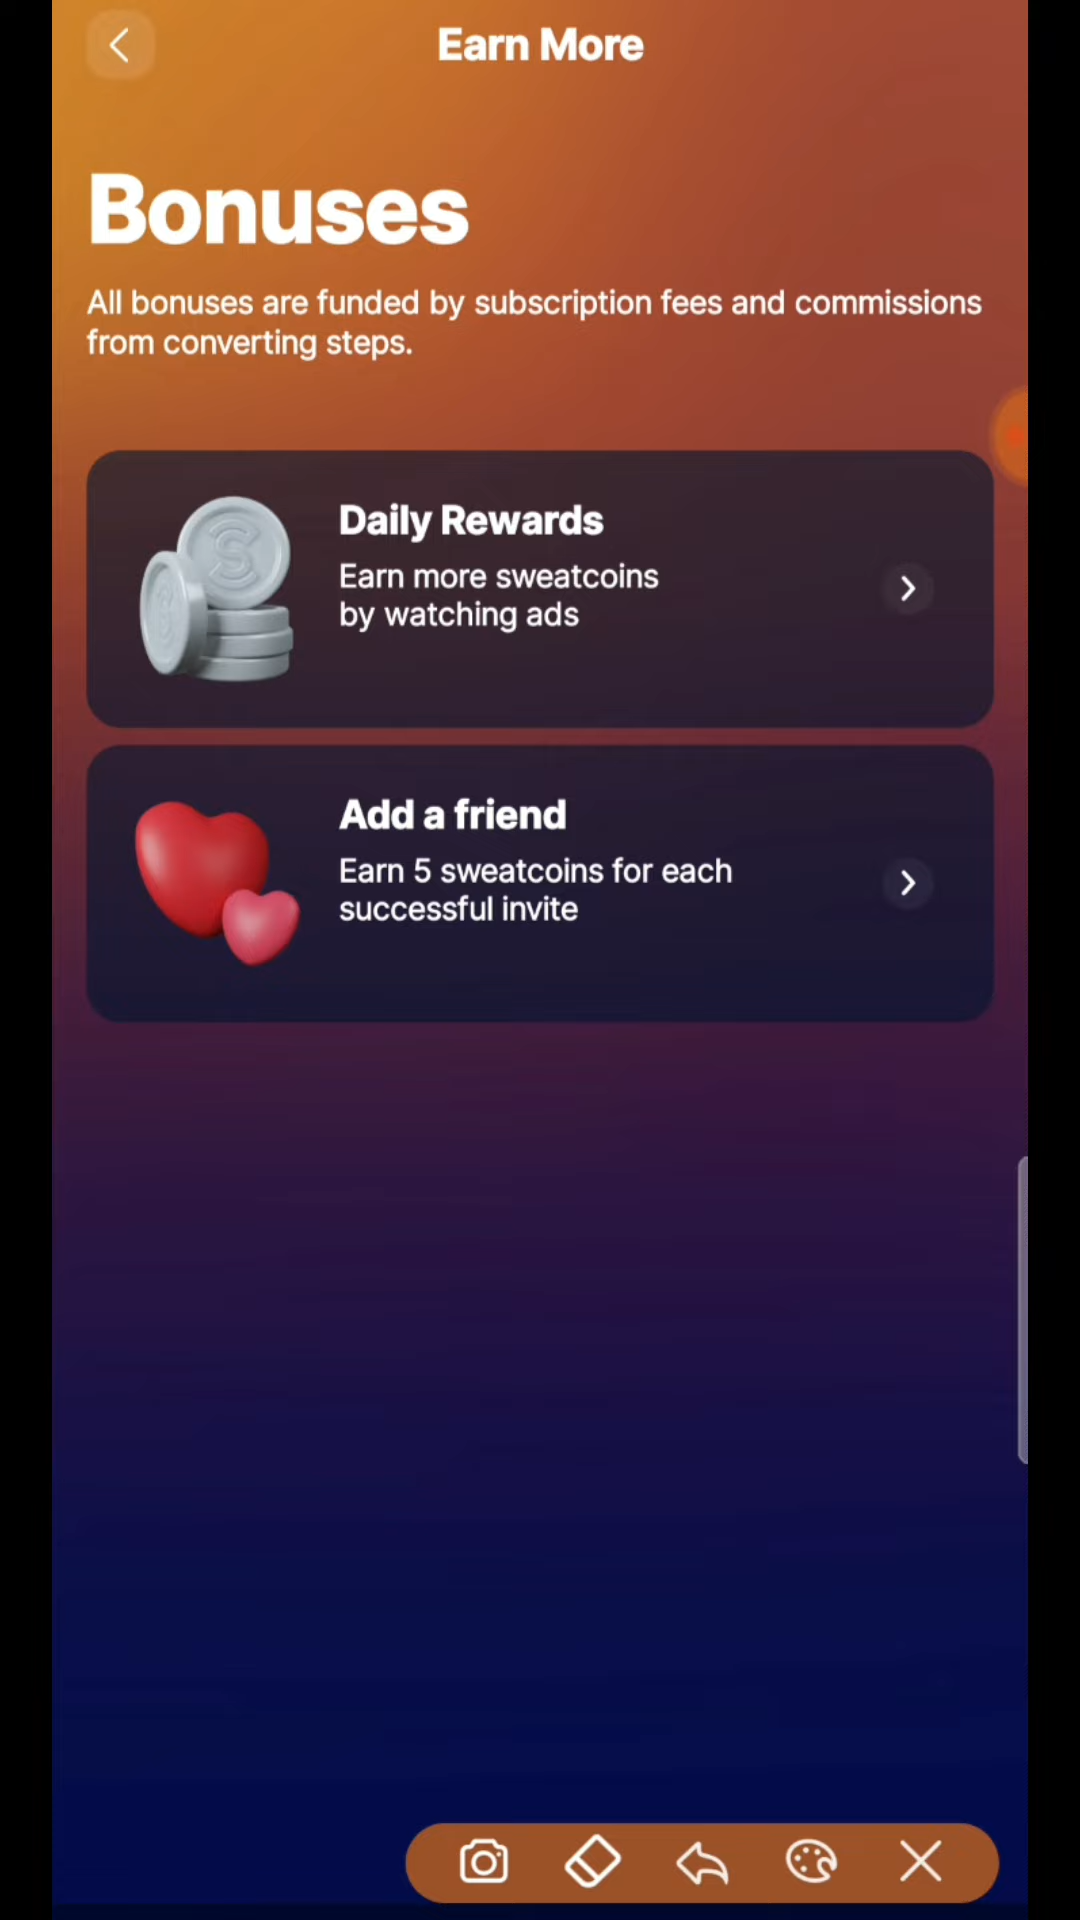 Earn More
Bonuses
All bonuses are funded by subscription fees and commissions
from converting steps.
Daily Rewards
Earn more sweatcoins
by watching ads
Add a friend
Earn 5 sweatcoins for each
successful invite